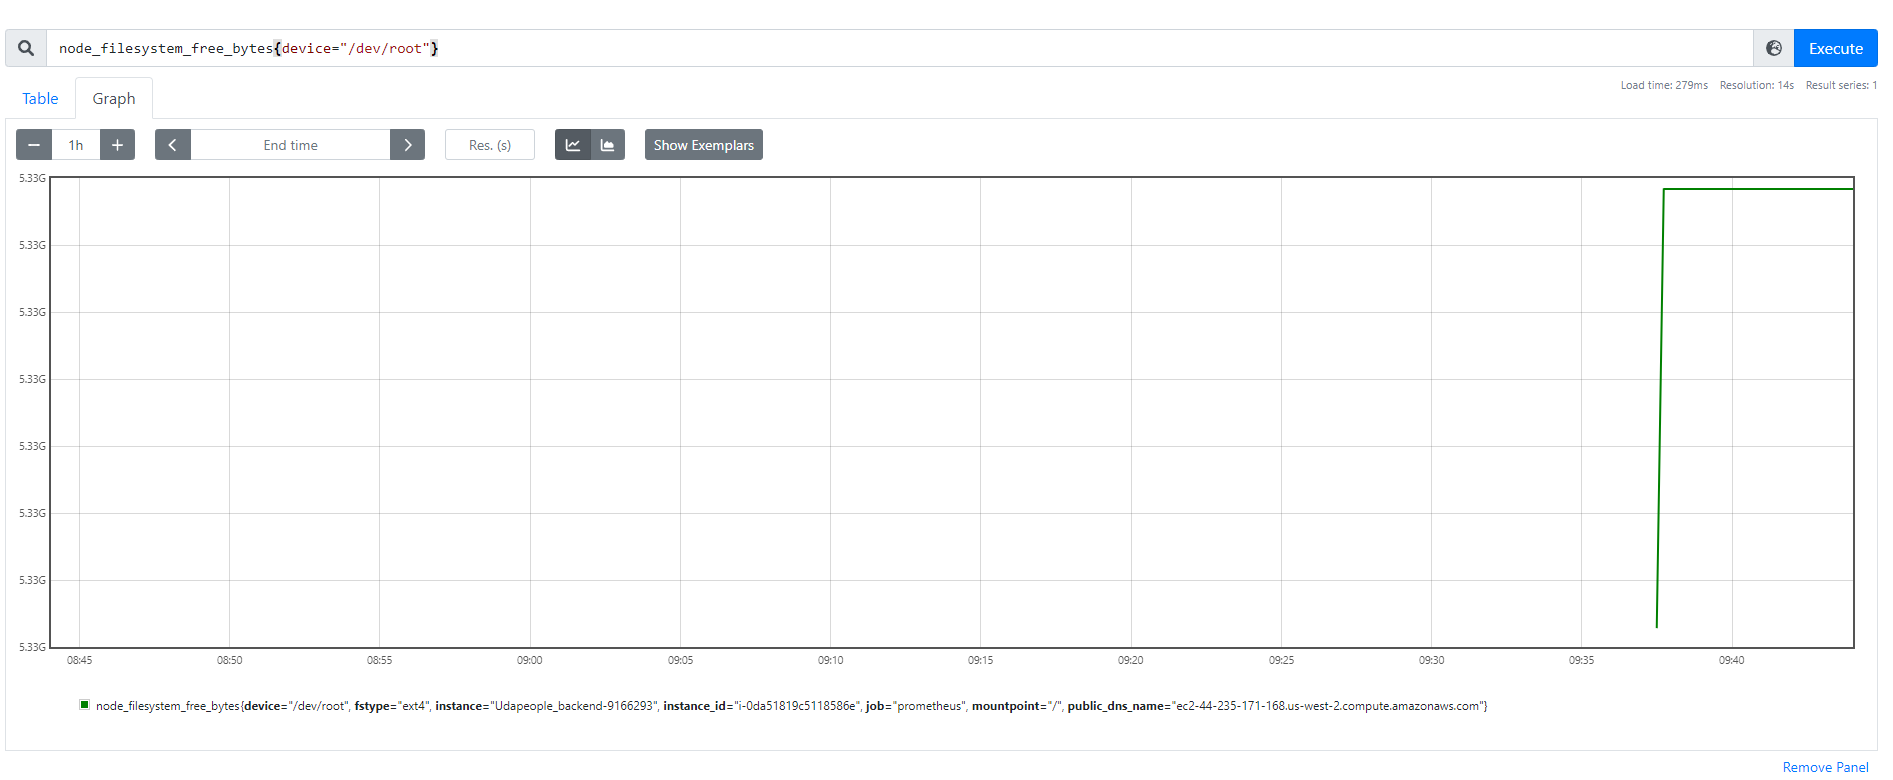 node_filesystem_free_bytes{device="/dev/root"}
Execute
Load time: 279ms Resolution: 14s Result series: 1
Table Graph
− 1h + End time Res. (s) Show Exemplars
5.33G
5.33G
5.33G
5.33G
5.33G
5.33G
5.33G
5.33G
08:45 08:50 08:55 09:00 09:05 09:10 09:15 09:20 09:25 09:30 09:35 09:40
node_filesystem_free_bytes{device="/dev/root", fstype="ext4", instance="Udapeople_backend-9166293", instance_id="i-0da51819c5118586e", job="prometheus", mountpoint="/", public_dns_name="ec2-44-235-171-168.us-west-2.compute.amazonaws.com"}
Remove Panel